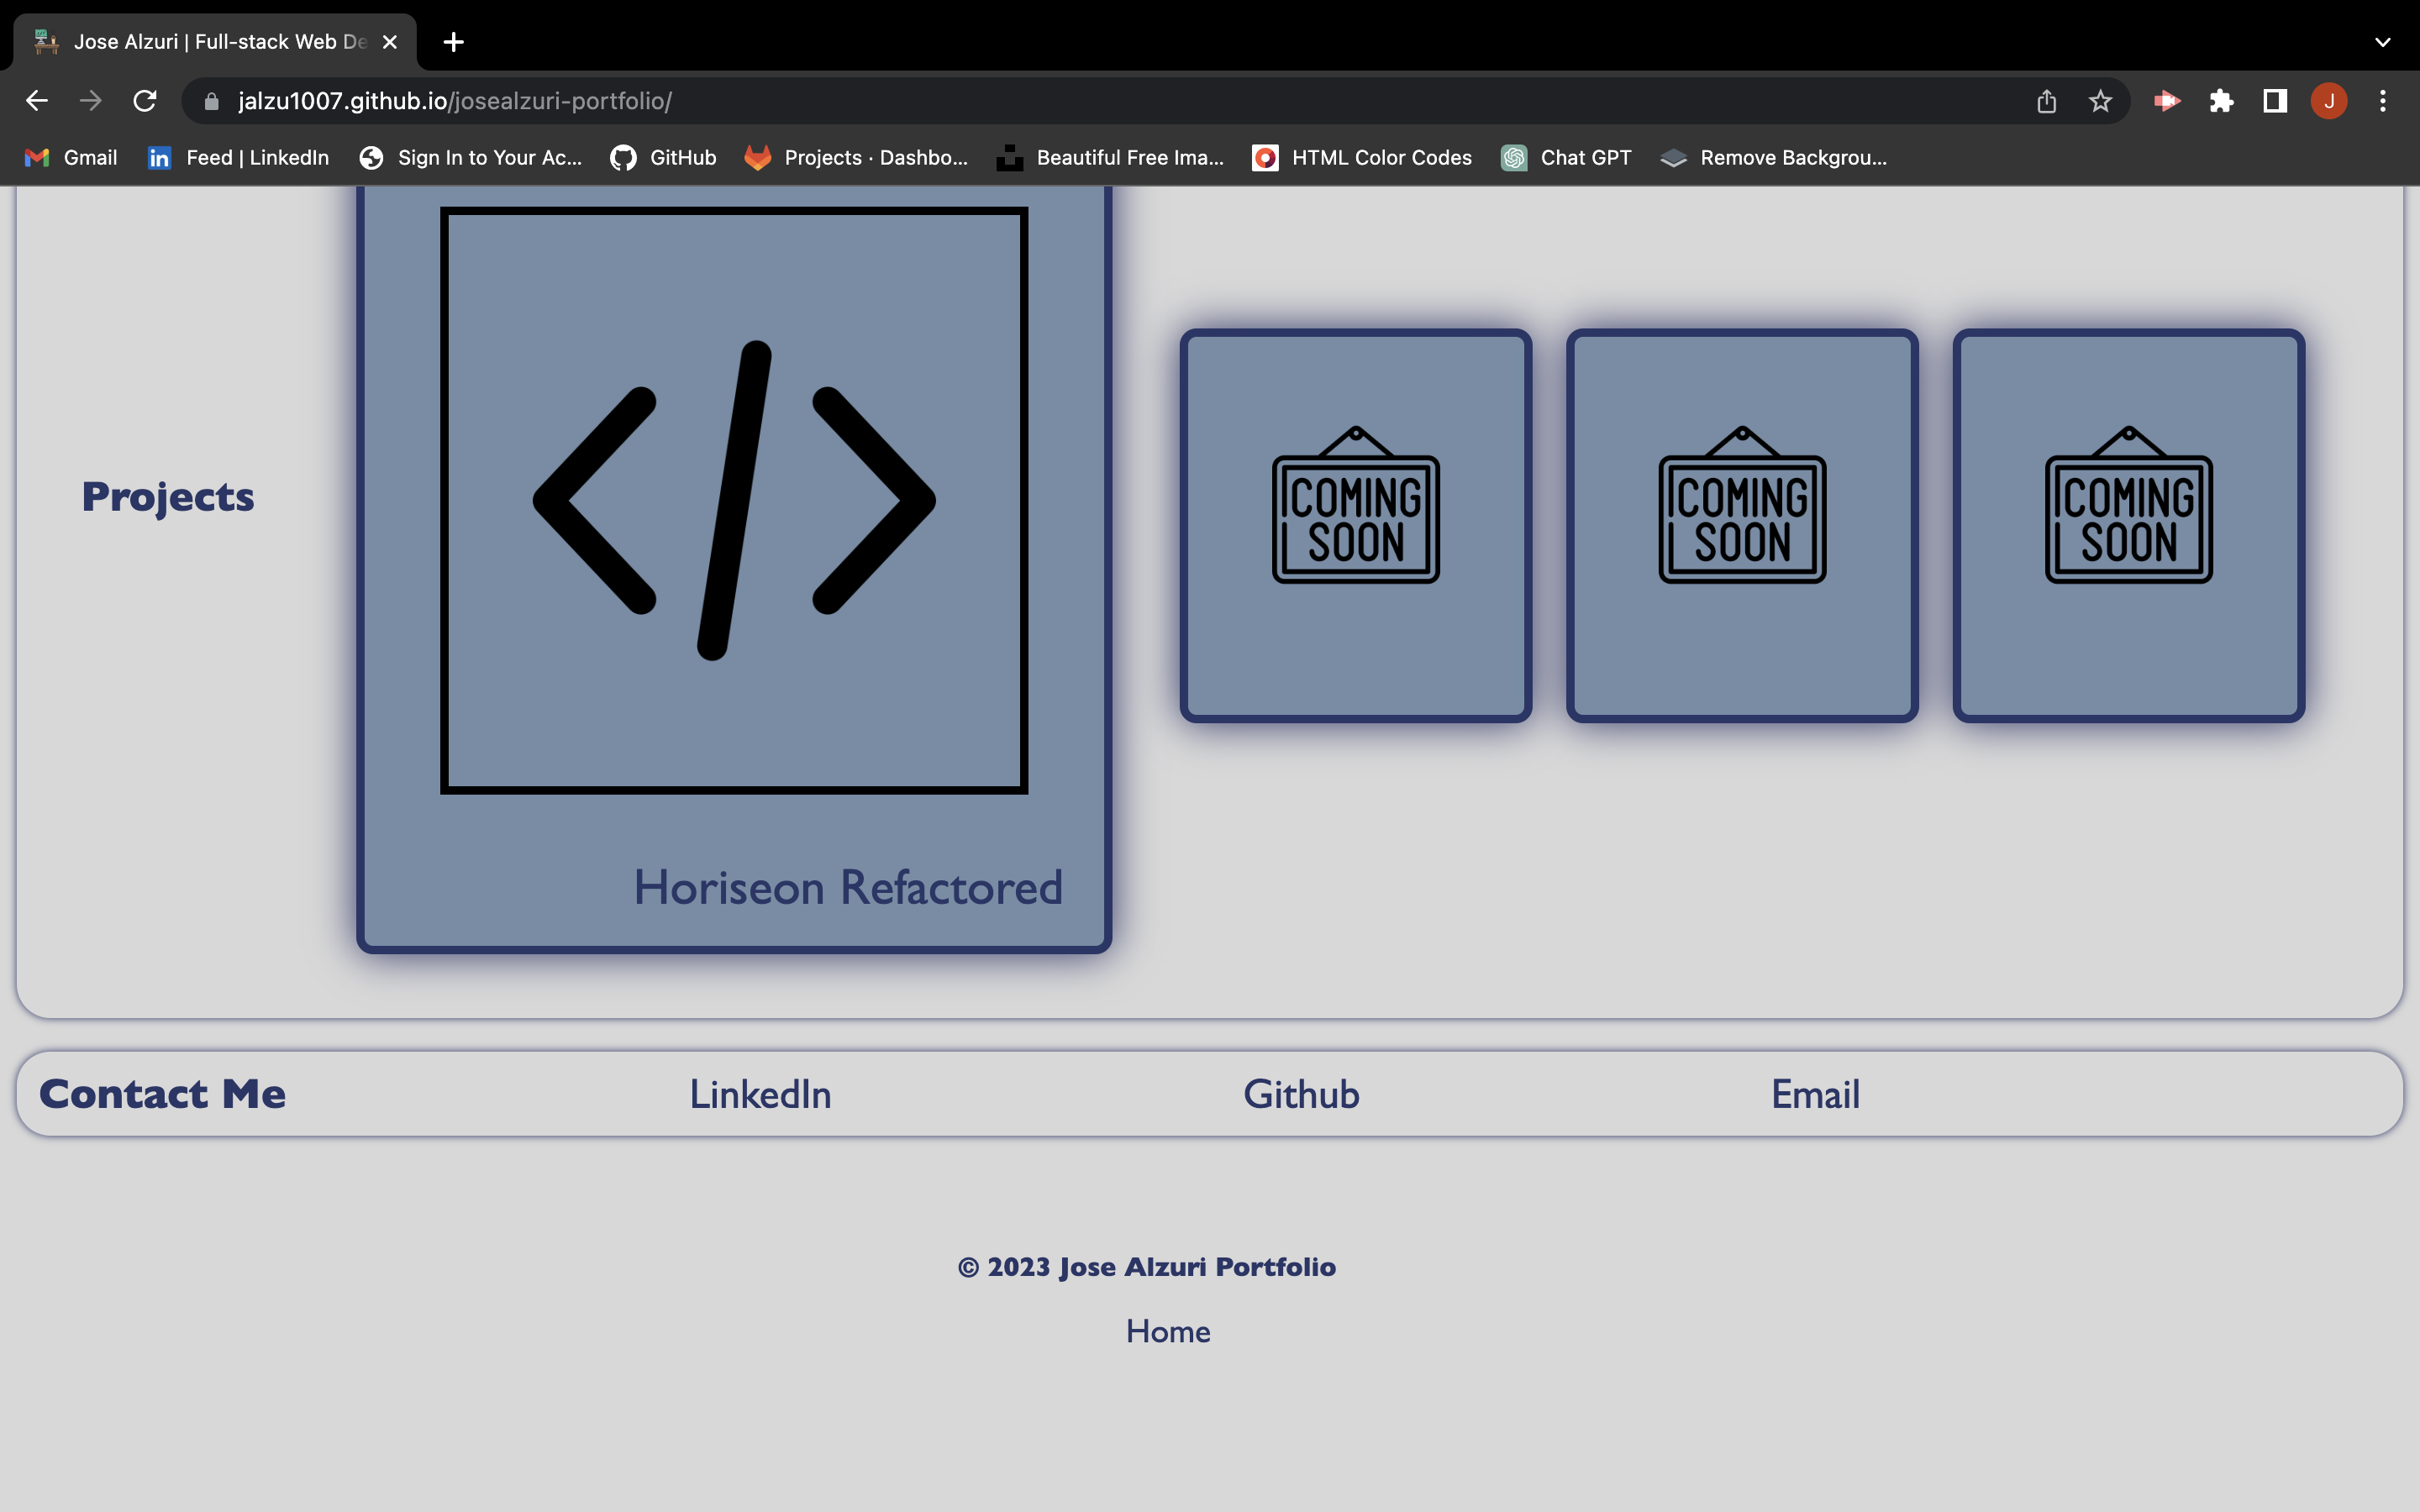 Jose Alzuri | Full-stack Web De
jalzu1007.github.io/josealzuri-portfolio/
J
Gmail
Feed | LinkedIn
Sign In to Your Ac...
GitHub
Projects · Dashbo...
Beautiful Free Ima...
HTML Color Codes
Chat GPT
Remove Backgrou...
Projects
</>
Horiseon Refactored
COMING
SOON
COMING
SOON
COMING
SOON
Contact Me
LinkedIn
Github
Email
© 2023 Jose Alzuri Portfolio
Home